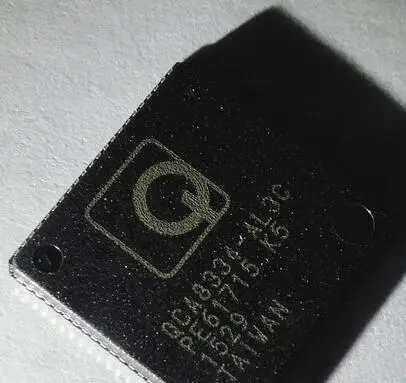 Q
QCA8334-AL3C
PE61715.K5
1529
TAIWAN